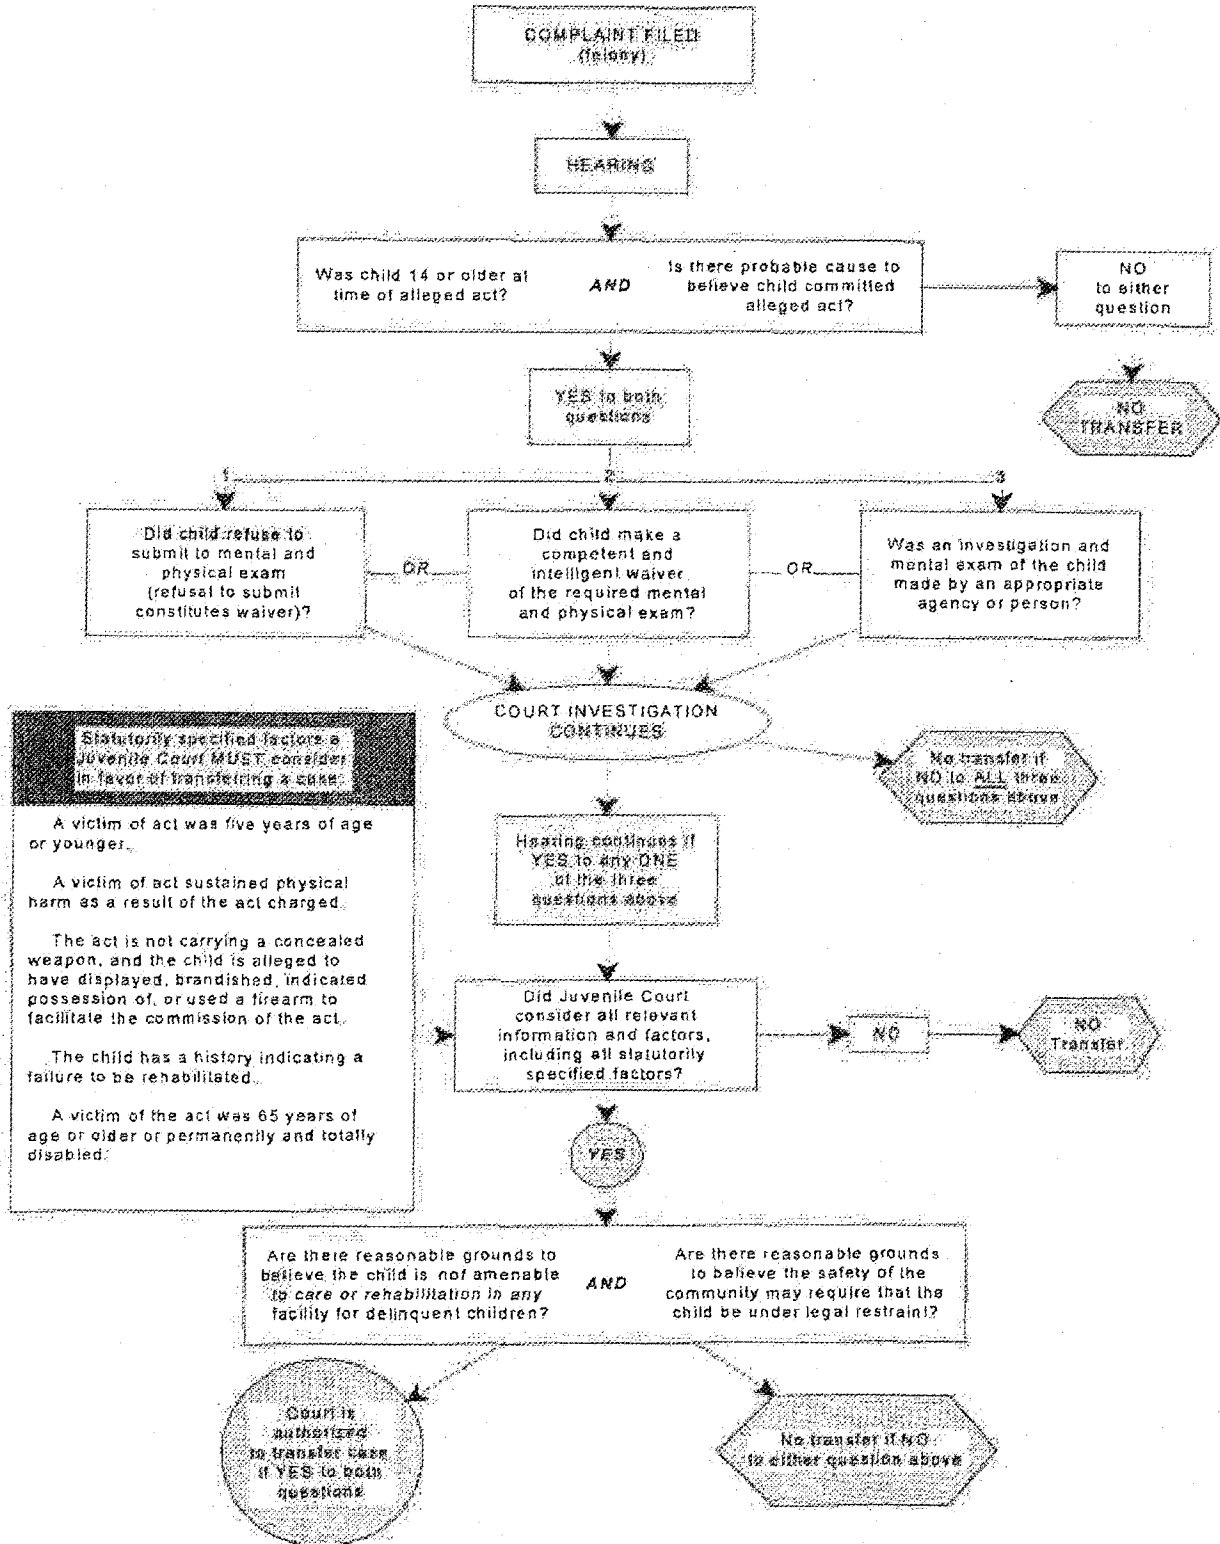 COMPLAINT FILED
(felony)
HEARING
Was child 14 or older at
time of alleged act?
AND
Is there probable cause to
believe child committed
alleged act?
NO
to either
question
YES to both
questions
NO
TRANSFER
1
2
3
Did child refuse to
submit to mental and
physical exam
(refusal to submit
constitutes waiver)?
OR
Did child make a
competent and
intelligent waiver
of the required mental
and physical exam?
OR
Was an investigation and
mental exam of the child
made by an appropriate
agency or person?
COURT INVESTIGATION
CONTINUES
No transfer if
NO to ALL three
questions above
Statutorily specified factors a
Juvenile Court MUST consider
in favor of transferring a case:
A victim of act was five years of age
or younger.
A victim of act sustained physical
harm as a result of the act charged.
The act is not carrying a concealed
weapon, and the child is alleged to
have displayed, brandished, indicated
possession of, or used a firearm to
facilitate the commission of the act.
The child has a history indicating a
failure to be rehabilitated.
A victim of the act was 65 years of
age or older or permanently and totally
disabled.
Hearing continues if
YES to any ONE
of the three
questions above
Did Juvenile Court
consider all relevant
information and factors,
including all statutorily
specified factors?
NO
NO
Transfer
YES
Are there reasonable grounds to
believe the child is not amenable
to care or rehabilitation in any
facility for delinquent children?
AND
Are there reasonable grounds
to believe the safety of the
community may require that the
child be under legal restraint?
Court is
authorized
to transfer case
if YES to both
questions
No transfer if NO
to either question above